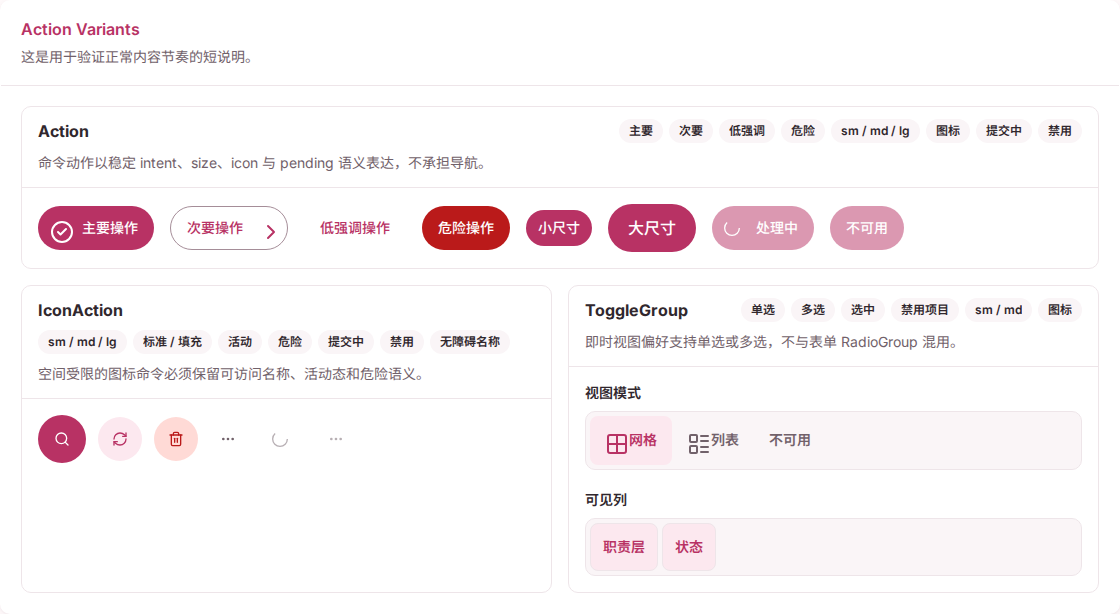 Action Variants
这是用于验证正常内容节奏的短说明。
Action
主要 次要 低强调 危险 sm / md / lg 图标 提交中 禁用
命令动作以稳定 intent、size、icon 与 pending 语义表达，不承担导航。
主要操作 次要操作 低强调操作 危险操作 小尺寸 大尺寸 处理中 不可用
IconAction
sm / md / lg 标准 / 填充 活动 危险 提交中 禁用 无障碍名称
空间受限的图标命令必须保留可访问名称、活动态和危险语义。
ToggleGroup
单选 多选 选中 禁用项目 sm / md 图标
即时视图偏好支持单选或多选，不与表单 RadioGroup 混用。
视图模式
网格 列表 不可用
可见列
职责层 状态